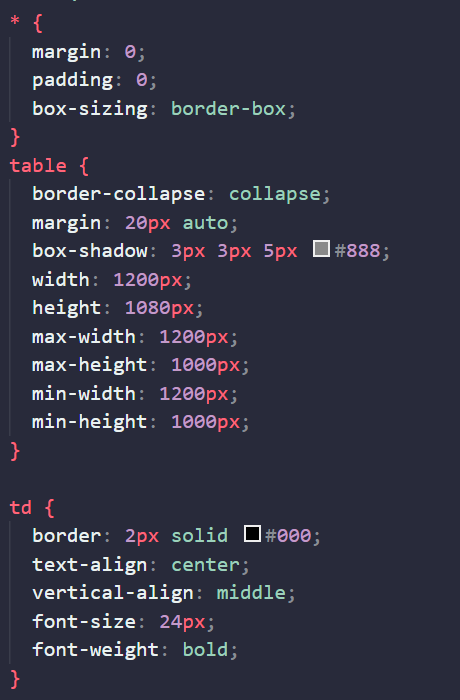 * {
margin: 0;
padding: 0;
box-sizing: border-box;
}
table {
border-collapse: collapse;
margin: 20px auto;
box-shadow: 3px 3px 5px #888;
width: 1200px;
height: 1080px;
max-width: 1200px;
max-height: 1000px;
min-width: 1200px;
min-height: 1000px;
}
td {
border: 2px solid #000;
text-align: center;
vertical-align: middle;
font-size: 24px;
font-weight: bold;
}